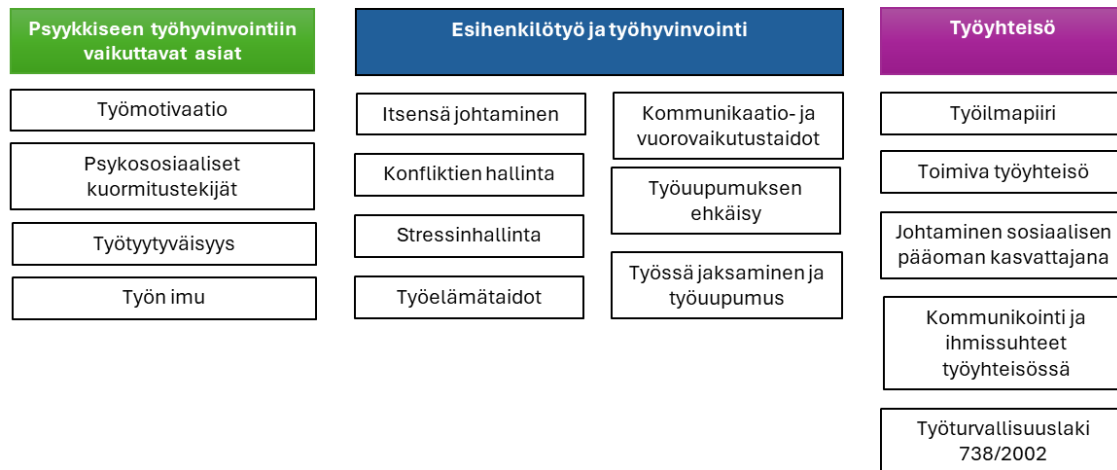 Psyykkiseen työhyvinvointiin
vaikuttavat asiat
Työmotivaatio
Psykososiaaliset
kuormitustekijät
Työtyytyväisyys
Työn imu
Esihenkilötyö ja työhyvinvointi
Itsensä johtaminen
Konfliktien hallinta
Stressinhallinta
Työelämätaidot
Kommunikaatio- ja
vuorovaikutustaidot
Työuupumuksen
ehkäisy
Työssä jaksaminen ja
työuupumus
Työyhteisö
Työilmapiiri
Toimiva työyhteisö
Johtaminen sosiaalisen
pääoman kasvattajana
Kommunikointi ja
ihmissuhteet
työyhteisössä
Työturvallisuuslaki
738/2002